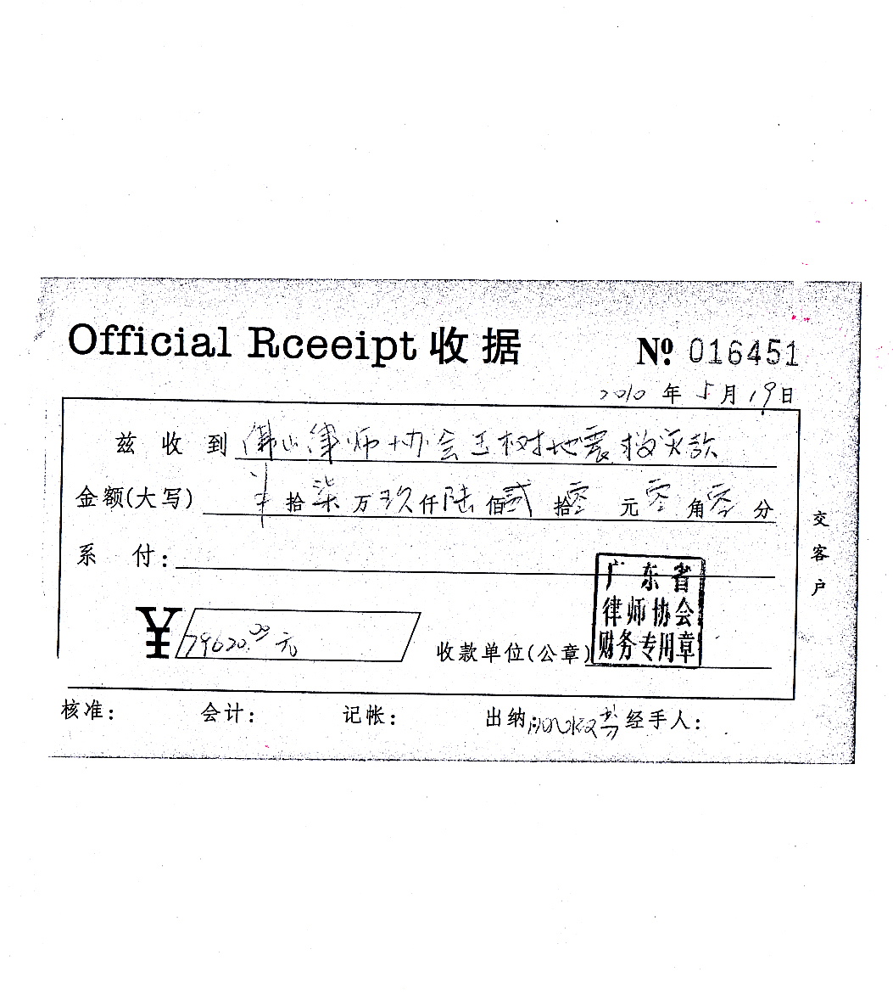 Official Rceeipt 收据 № 016451
2010 年 5 月 19 日
兹 收 到 佛山律师协会玉树地震救灾款
金额(大写) 拾 柒 万 玖 仟 陆 佰 贰 拾 零 元 零 角 零 分
系 付:
¥ 79620.00 元
收款单位(公章)
广东省
律师协会
财务专用章
核准: 会计: 记帐: 出纳: 经手人:
交客户